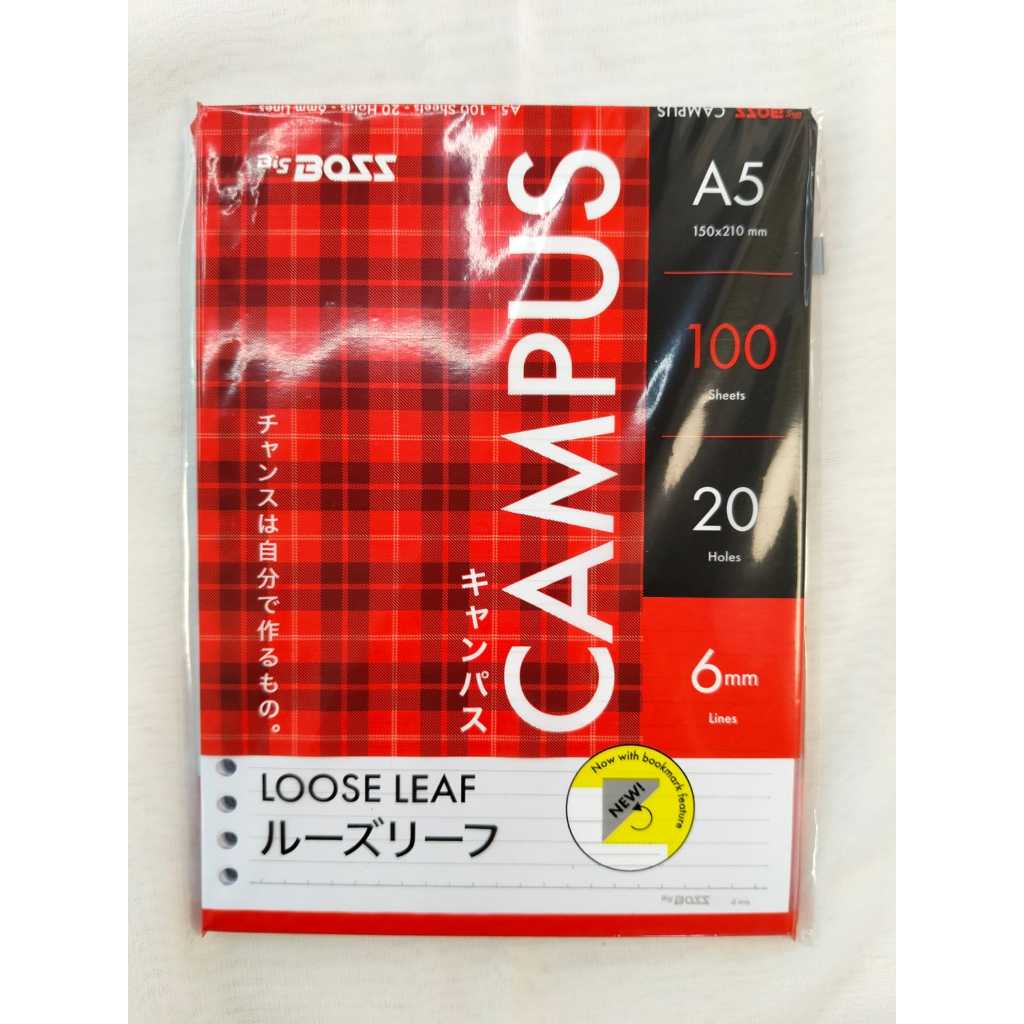 A5 - 100 Sheets - 20 Holes - 6mm Lines
Big BOSS CAMPUS
Big BOSS
CAMPUS
キャンパス
チャンスは自分で作るもの。
A5
150x210 mm
100
Sheets
20
Holes
6mm
Lines
LOOSE LEAF
ルーズリーフ
Now with bookmark feature
NEW!
Big BOSS
6 mm